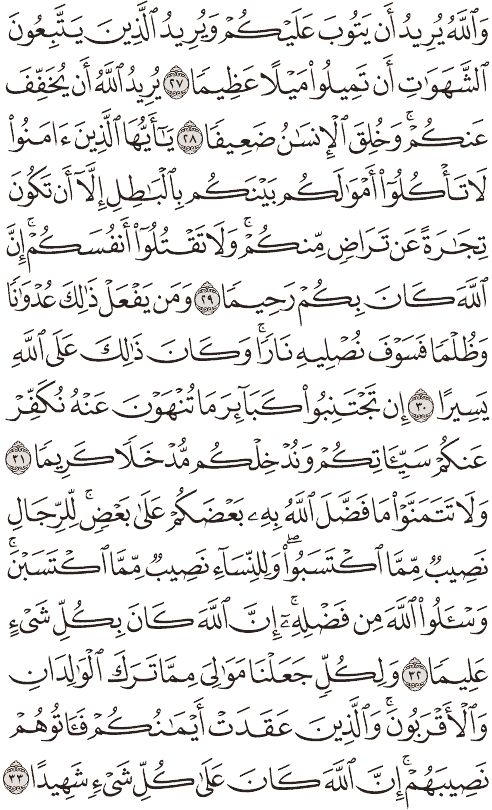 وَٱللَّهُ يُرِيدُ أَن يَتُوبَ عَلَيْكُمْ وَيُرِيدُ ٱلَّذِينَ يَتَّبِعُونَ
ٱلشَّهَوَٰتِ أَن تَمِيلُوا۟ مَيْلًا عَظِيمًا ٢٧ يُرِيدُ ٱللَّهُ أَن يُخَفِّفَ
عَنكُمْ ۚ وَخُلِقَ ٱلْإِنسَٰنُ ضَعِيفًا ٢٨ يَٰٓأَيُّهَا ٱلَّذِينَ ءَامَنُوا۟
لَا تَأْكُلُوٓا۟ أَمْوَٰلَكُم بَيْنَكُم بِٱلْبَٰطِلِ إِلَّآ أَن تَكُونَ
تِجَٰرَةً عَن تَرَاضٍ مِّنكُمْ ۚ وَلَا تَقْتُلُوٓا۟ أَنفُسَكُمْ ۚ إِنَّ
ٱللَّهَ كَانَ بِكُمْ رَحِيمًا ٢٩ وَمَن يَفْعَلْ ذَٰلِكَ عُدْوَٰنًا
وَظُلْمًا فَسَوْفَ نُصْلِيهِ نَارًا ۚ وَكَانَ ذَٰلِكَ عَلَى ٱللَّهِ
يَسِيرًا ٣٠ إِن تَجْتَنِبُوا۟ كَبَآئِرَ مَا تُنْهَوْنَ عَنْهُ نُكَفِّرْ
عَنكُمْ سَيِّـَٔاتِكُمْ وَنُدْخِلْكُم مُّدْخَلًا كَرِيمًا ٣١
وَلَا تَتَمَنَّوْا۟ مَا فَضَّلَ ٱللَّهُ بِهِۦ بَعْضَكُمْ عَلَىٰ بَعْضٍ ۚ لِّلرِّجَالِ
نَصِيبٌ مِّمَّا ٱكْتَسَبُوا۟ ۖ وَلِلنِّسَآءِ نَصِيبٌ مِّمَّا ٱكْتَسَبْنَ ۚ
وَسْـَٔلُوا۟ ٱللَّهَ مِن فَضْلِهِۦٓ ۗ إِنَّ ٱللَّهَ كَانَ بِكُلِّ شَىْءٍ
عَلِيمًا ٣٢ وَلِكُلٍّ جَعَلْنَا مَوَٰلِىَ مِمَّا تَرَكَ ٱلْوَٰلِدَانِ
وَٱلْأَقْرَبُونَ ۚ وَٱلَّذِينَ عَقَدَتْ أَيْمَٰنُكُمْ فَـَٔاتُوهُمْ
نَصِيبَهُمْ ۚ إِنَّ ٱللَّهَ كَانَ عَلَىٰ كُلِّ شَىْءٍ شَهِيدًا ٣٣